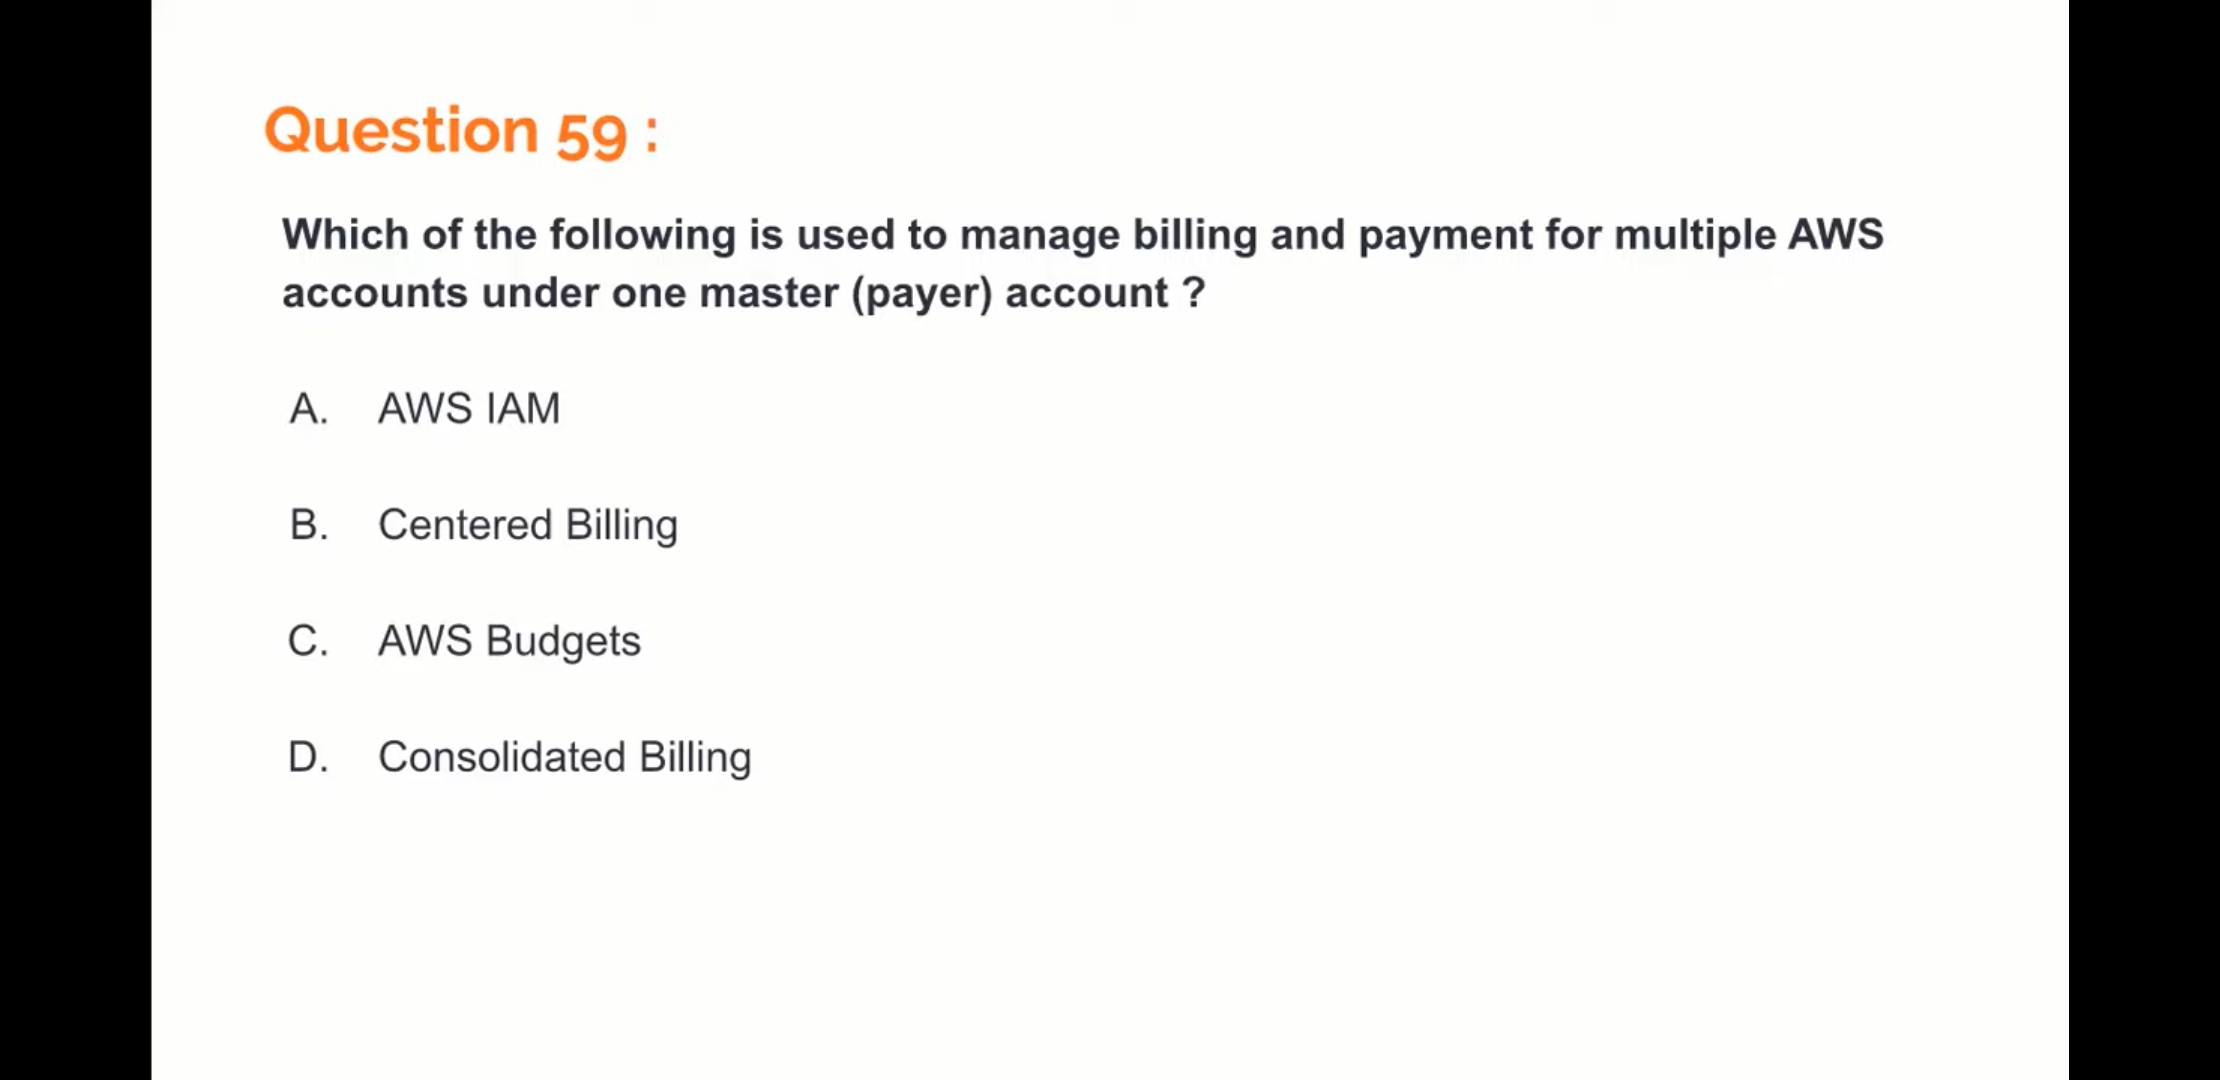 Question 59 :
Which of the following is used to manage billing and payment for multiple AWS
accounts under one master (payer) account ?
A. AWS IAM
B. Centered Billing
C. AWS Budgets
D. Consolidated Billing